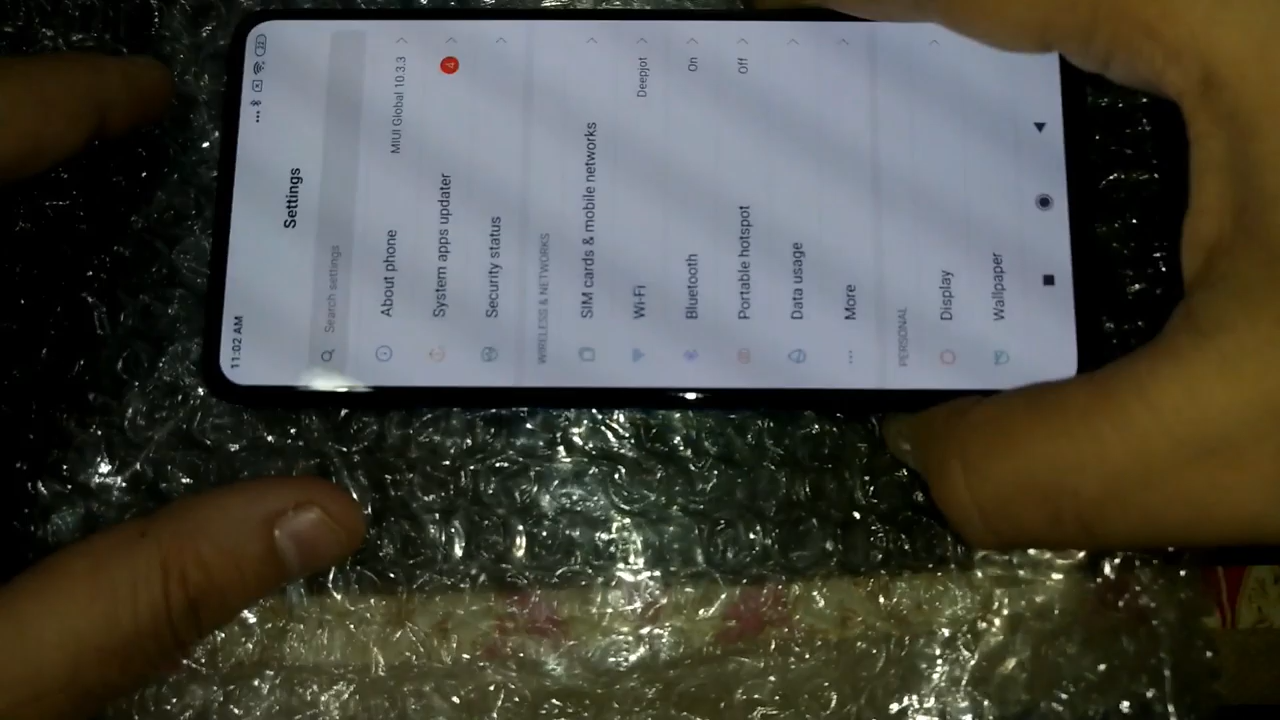 11:02 AM
22
Settings
Search settings
About phone MIUI Global 10.3.3
System apps updater 4
Security status
WIRELESS & NETWORKS
SIM cards & mobile networks
Wi-Fi Deepjot
Bluetooth On
Portable hotspot Off
Data usage
More
PERSONAL
Display
Wallpaper